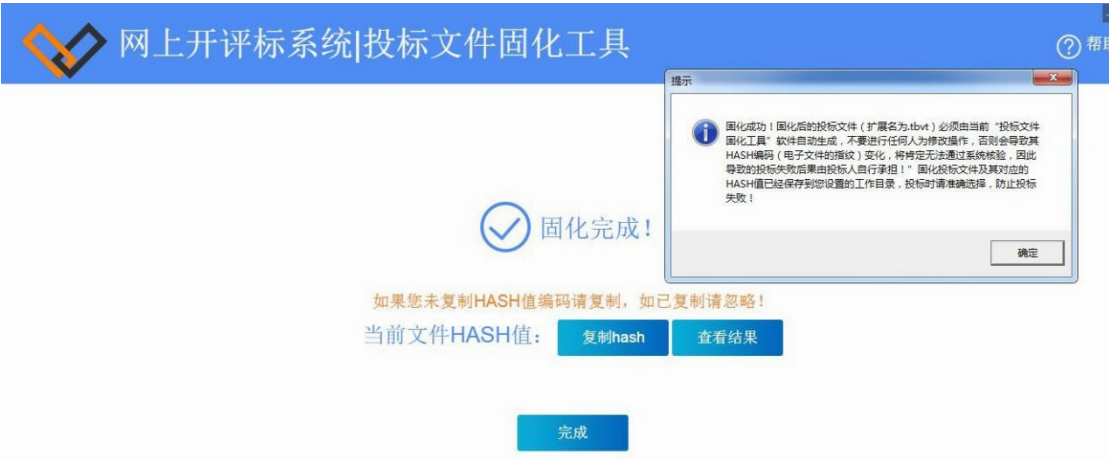 网上开评标系统|投标文件固化工具
帮助
提示
固化成功！固化后的投标文件（扩展名为.tbvt）必须由当前“投标文件
固化工具”软件自动生成，不要进行任何人为修改操作，否则会导致其
HASH编码（电子文件的指纹）变化，将肯定无法通过系统核验，因此
导致的投标失败后果由投标人自行承担！”固化投标文件及其对应的
HASH值已经保存到您设置的工作目录，投标时请准确选择，防止投标
失败！
确定
固化完成！
如果您未复制HASH值编码请复制，如已复制请忽略！
当前文件HASH值：
复制hash
查看结果
完成